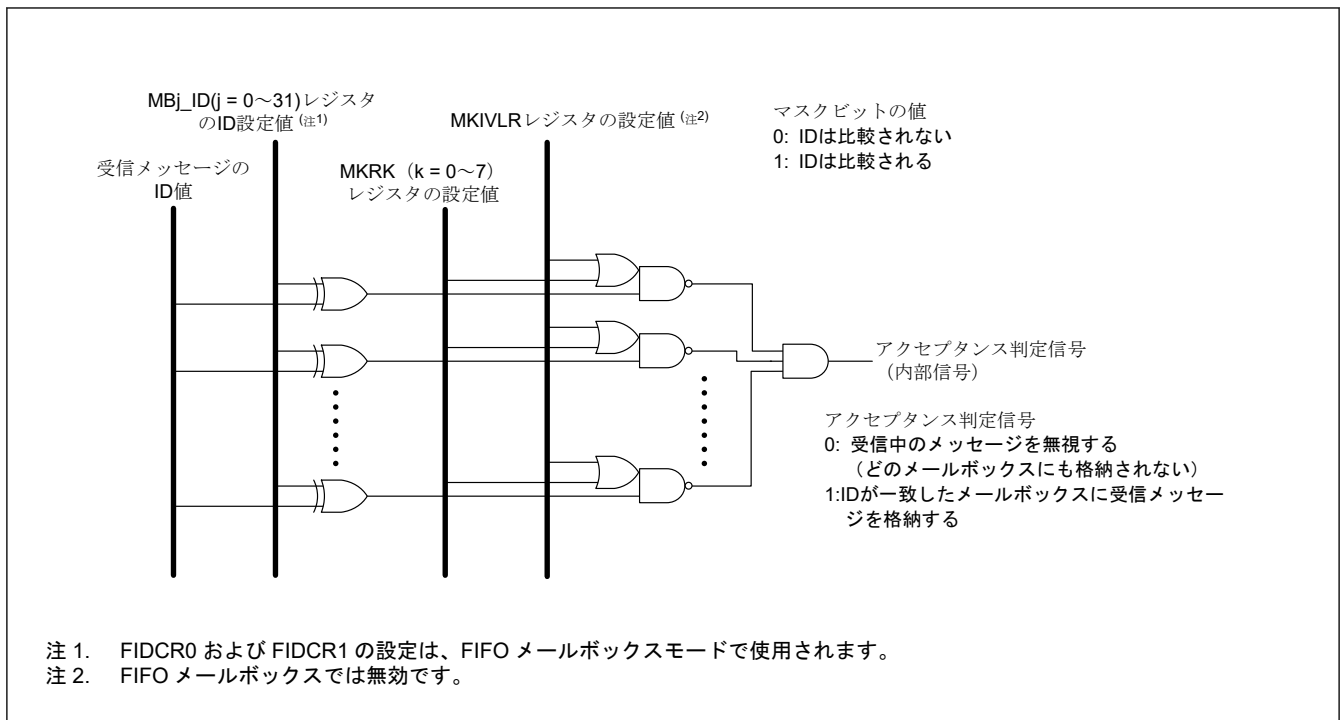 MBj_ID(j = 0～31)レジスタ
のID設定値 (注1)
受信メッセージの
ID値
MKRK（k = 0～7）
レジスタの設定値
MKIVLRレジスタの設定値 (注2)
マスクビットの値
0: IDは比較されない
1: IDは比較される
アクセプタンス判定信号
（内部信号）
アクセプタンス判定信号
0: 受信中のメッセージを無視する
（どのメールボックスにも格納されない）
1:IDが一致したメールボックスに受信メッセー
ジを格納する
注 1. FIDCR0 および FIDCR1 の設定は、FIFO メールボックスモードで使用されます。
注 2. FIFO メールボックスでは無効です。